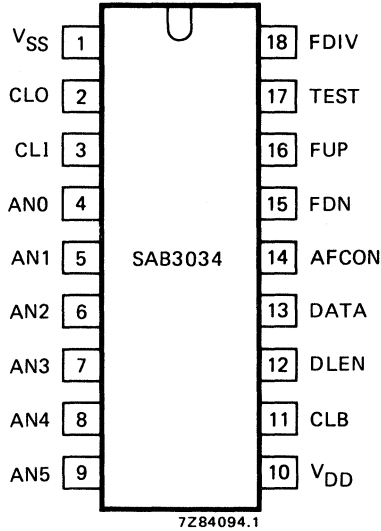 VSS 1 18 FDIV
CLO 2 17 TEST
CLI 3 16 FUP
AN0 4 15 FDN
AN1 5 SAB3034 14 AFCON
AN2 6 13 DATA
AN3 7 12 DLEN
AN4 8 11 CLB
AN5 9 10 VDD
7Z84094.1